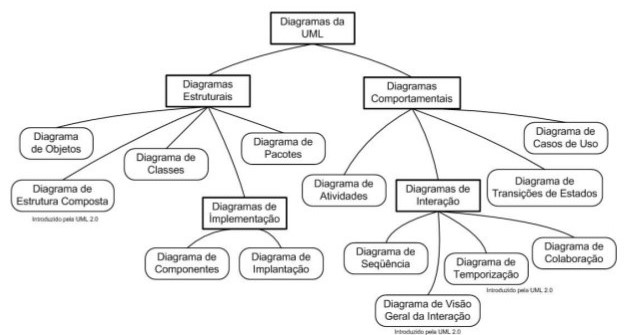 Diagramas da
UML
Diagramas
Estruturais
Diagramas
Comportamentais
Diagrama
de Objetos
Diagrama de
Classes
Diagrama de
Pacotes
Diagrama de
Casos de Uso
Diagrama de
Estrutura Composta
Introduzido pela UML 2.0
Diagrama de
Atividades
Diagramas de
Interação
Diagrama de
Transições de Estados
Diagramas de
Implementação
Diagrama de
Componentes
Diagrama de
Implantação
Diagrama de
Seqüência
Diagrama de
Temporização
Introduzido pela UML 2.0
Diagrama de
Colaboração
Diagrama de Visão
Geral da Interação
Introduzido pela UML 2.0